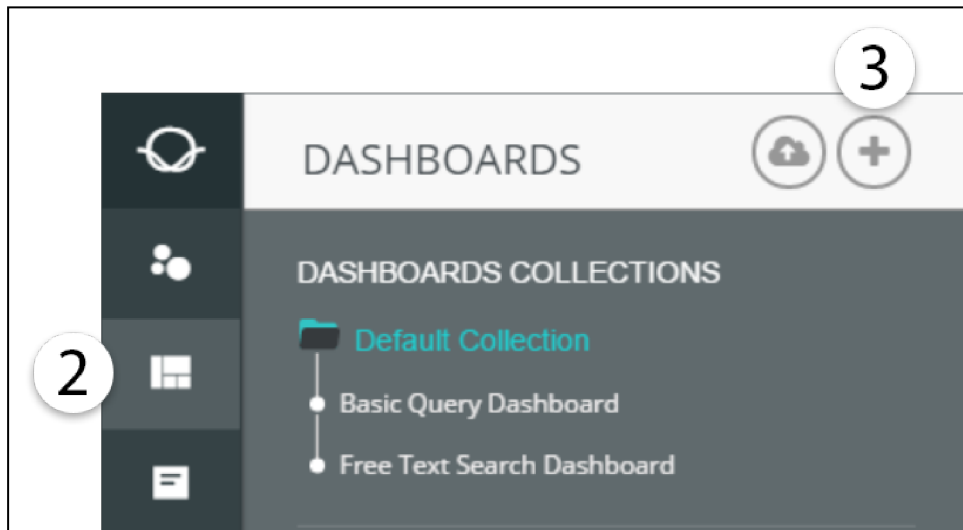 3
DASHBOARDS
DASHBOARDS COLLECTIONS
Default Collection
2
Basic Query Dashboard
Free Text Search Dashboard